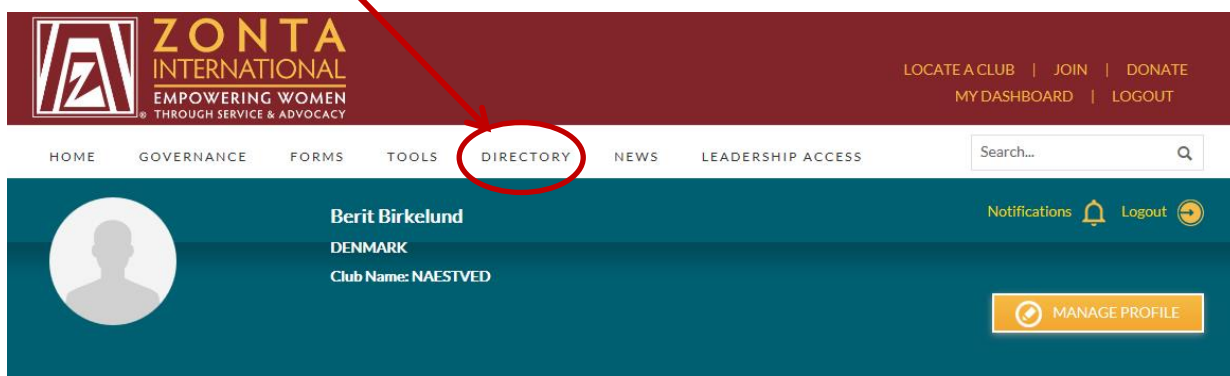 ZONTA
INTERNATIONAL
EMPOWERING WOMEN
® THROUGH SERVICE & ADVOCACY
LOCATE A CLUB | JOIN | DONATE
MY DASHBOARD | LOGOUT
HOME GOVERNANCE FORMS TOOLS DIRECTORY NEWS LEADERSHIP ACCESS Search...
Berit Birkelund
Notifications Logout
DENMARK
Club Name: NAESTVED
MANAGE PROFILE